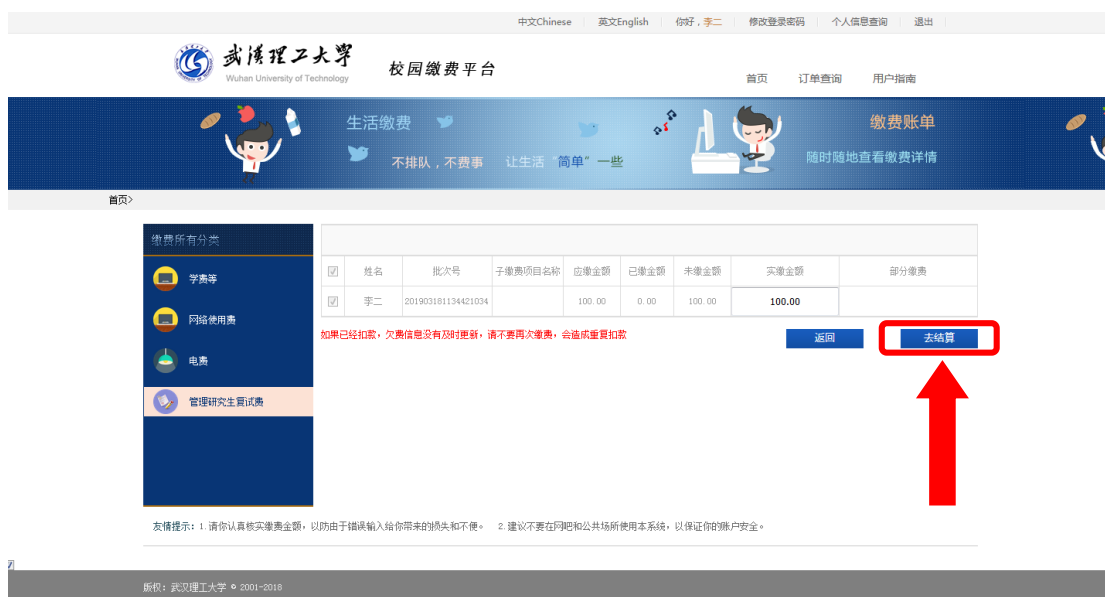 中文Chinese 英文English 你好，李二 修改登录密码 个人信息查询 退出
武汉理工大学
Wuhan University of Technology
校园缴费平台
首页 订单查询 用户指南
生活缴费
不排队，不费事 让生活“简单”一些
缴费账单
随时随地查看缴费详情
首页>
缴费所有分类
学费等
网络使用费
电费
管理研究生复试费
姓名 批次号 子缴费项目名称 应缴金额 已缴金额 未缴金额 实缴金额 部分缴费
李二 201903181134421034 100.00 0.00 100.00 100.00
如果已经扣款，欠费信息没有及时更新，请不要再次缴费，会造成重复扣款
返回 去结算
友情提示：1.请你认真核实缴费金额，以防由于错误输入给你带来的损失和不便。 2.建议不要在网吧和公共场所使用本系统，以保证你的账户安全。
版权：武汉理工大学 © 2001-2018